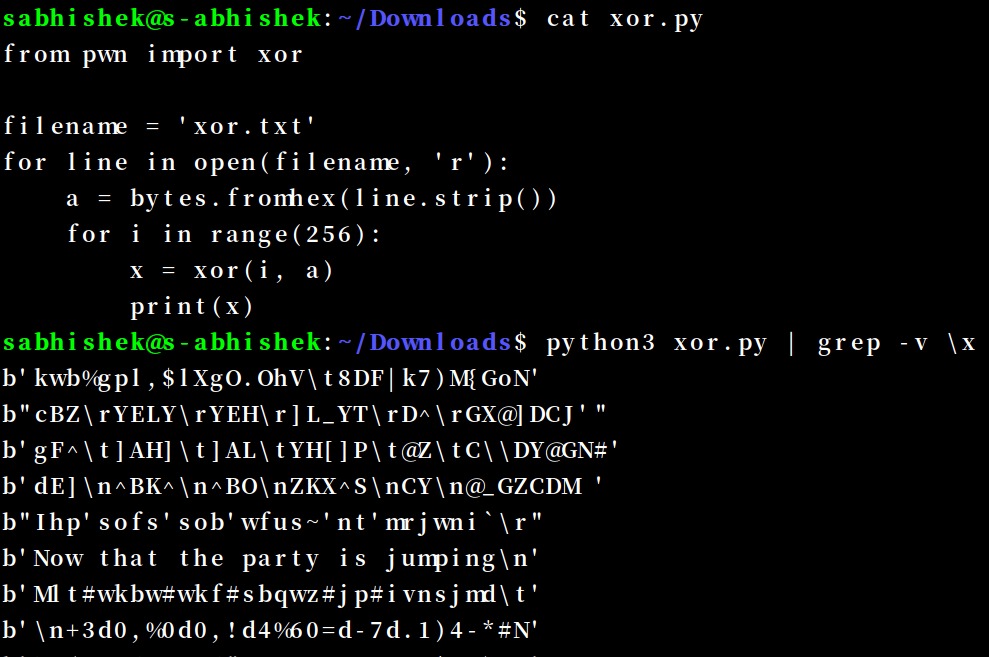 sabhishek@s-abhishek:~/Downloads$ cat xor.py
from pwn import xor
filename = 'xor.txt'
for line in open(filename, 'r'):
    a = bytes.fromhex(line.strip())
    for i in range(256):
        x = xor(i, a)
        print(x)
sabhishek@s-abhishek:~/Downloads$ python3 xor.py | grep -v \x
b'kwb%gpl,$lXgO.OhV\t8DF|k7)M{GoN'
b"cBZ\rYELY\rYEH\r]L_YT\rD^\rGX@]DCJ'"
b'gF^\t]AH]\t]AL\tYH[]P\t@Z\tC\\DY@GN#'
b'dE]\n^BK^\n^BO\nZKX^S\nCY\n@_GZCDM '
b"Ihp'sofs'sob'wfus~'nt'mrjwni`\r"
b'Now that the party is jumping\n'
b'Mlt#wkbw#wkf#sbqwz#jp#ivnsjmd\t'
b'\n+3d0,%0d0,!d4%60=d-7d.1)4-*#N'